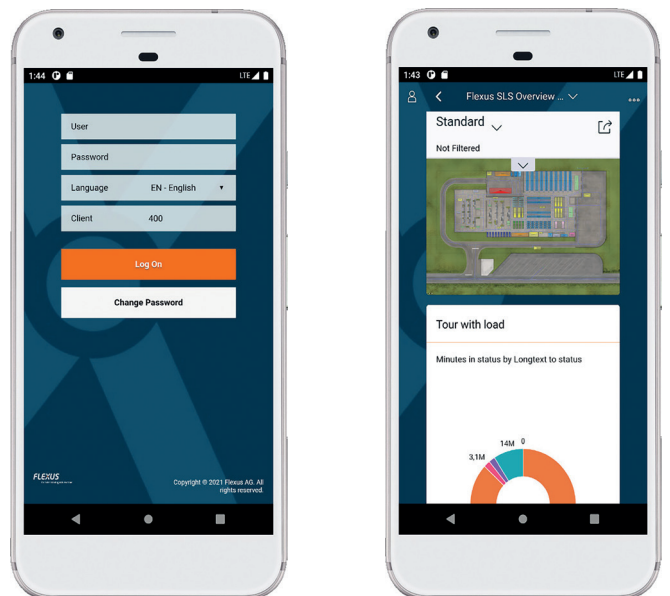 1:44
LTE
User
Password
Language EN - English
Client 400
Log On
Change Password
FLEXUS
Copyright © 2021 Flexus AG. All
rights reserved.
1:43
LTE
Flexus SLS Overview ...
Standard
Not Filtered
Tour with load
Minutes in status by Longtext to status
14M 0
3,1M